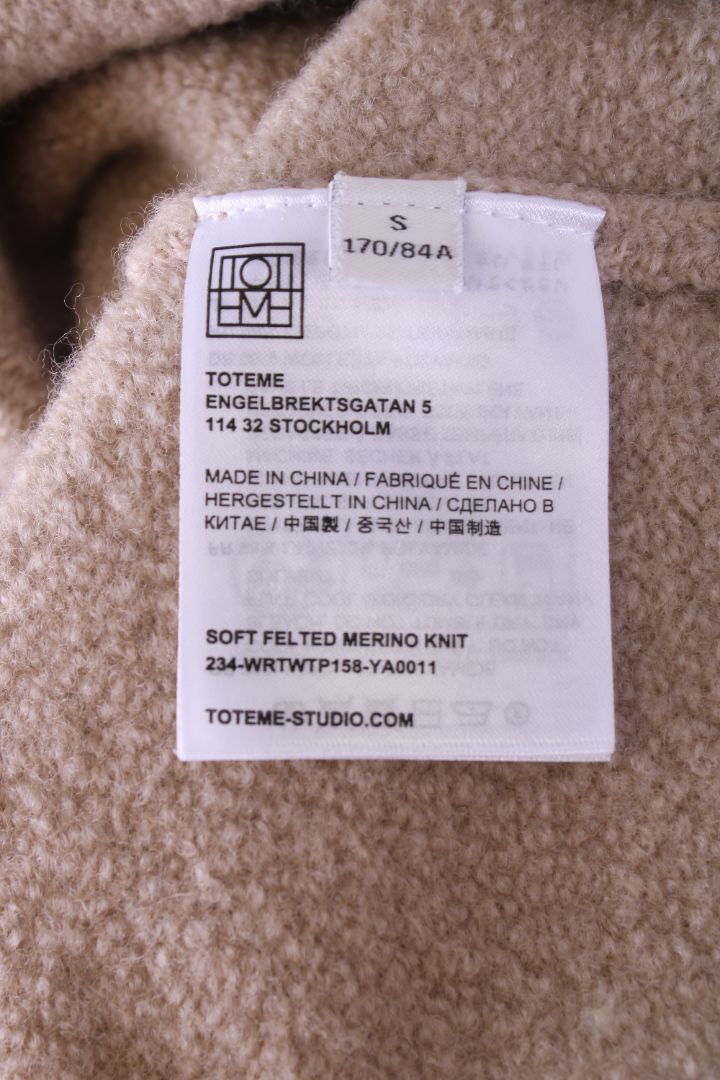 S
170/84A
TOTEME
TOTEME
ENGELBREKTSGATAN 5
114 32 STOCKHOLM
MADE IN CHINA / FABRIQUÉ EN CHINE /
HERGESTELLT IN CHINA / СДЕЛАНО В
КИТАЕ / 中国製 / 중국산 / 中国制造
SOFT FELTED MERINO KNIT
234-WRTWTP158-YA0011
TOTEME-STUDIO.COM